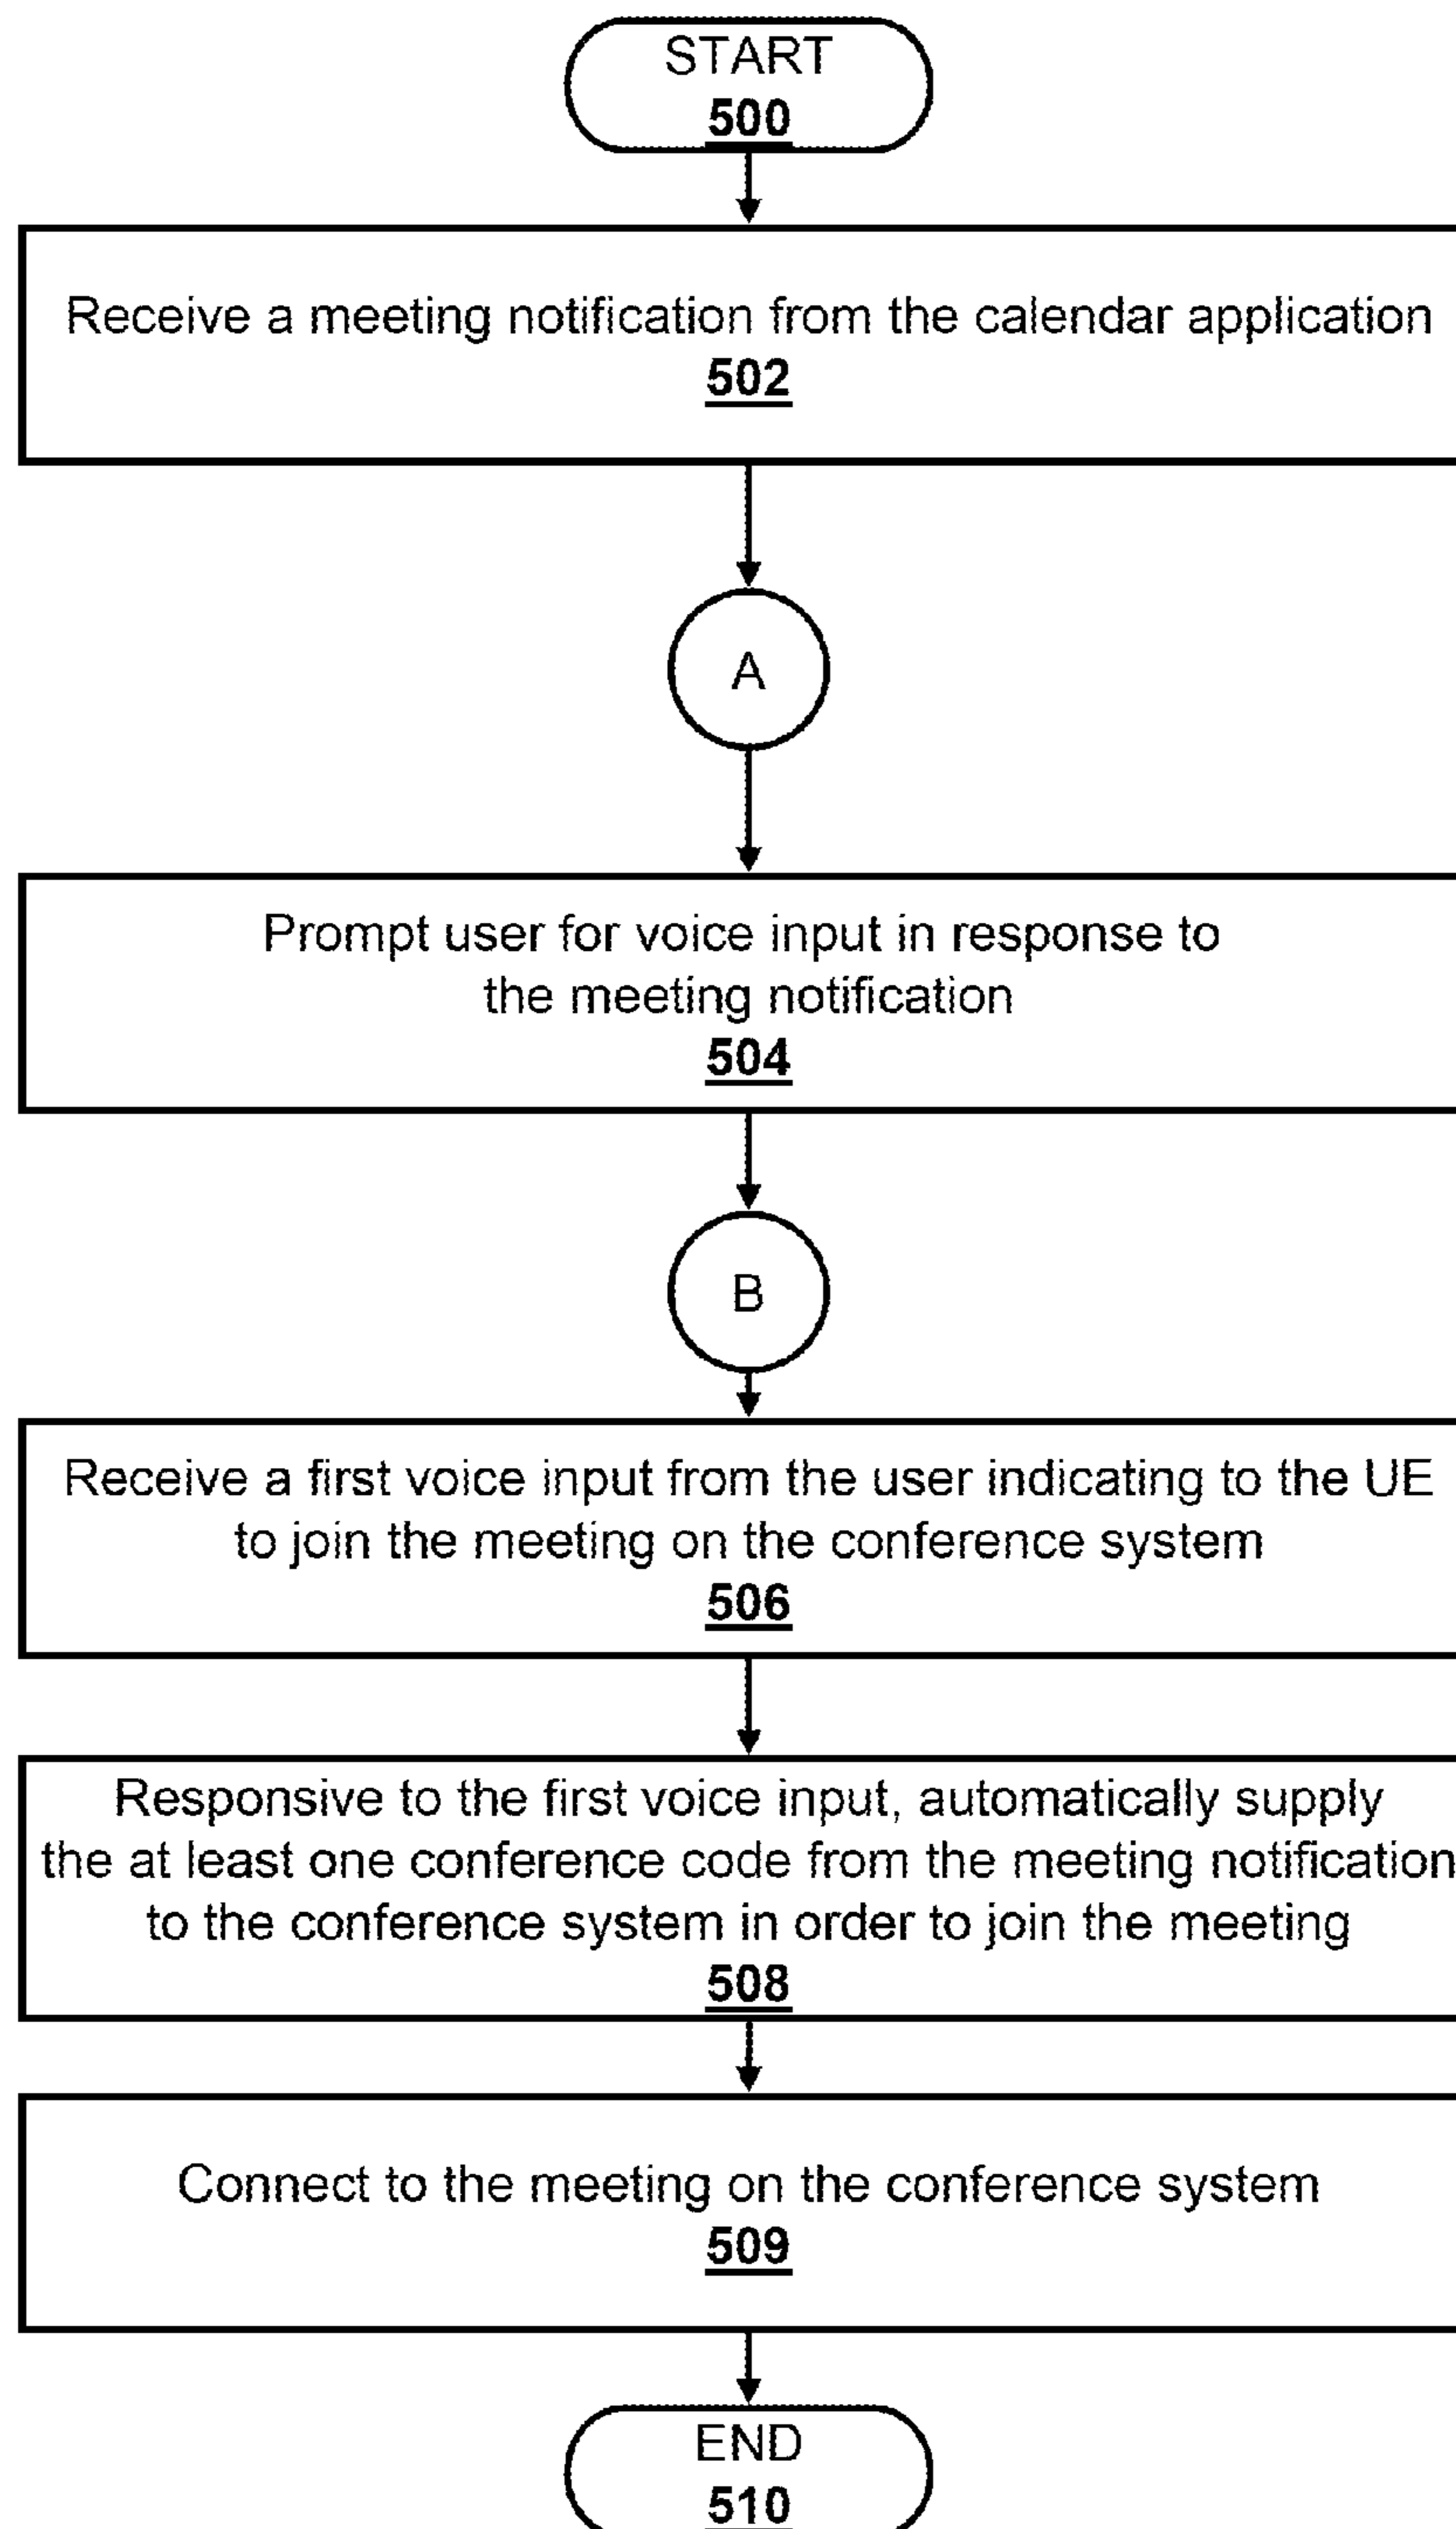 START
500
Receive a meeting notification from the calendar application
502
A
Prompt user for voice input in response to
the meeting notification
504
B
Receive a first voice input from the user indicating to the UE
to join the meeting on the conference system
506
Responsive to the first voice input, automatically supply
the at least one conference code from the meeting notification
to the conference system in order to join the meeting
508
Connect to the meeting on the conference system
509
END
510